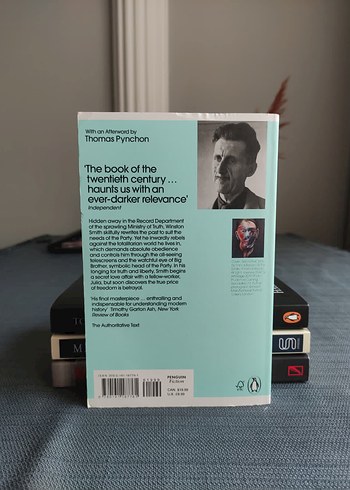 With an Afterword by
Thomas Pynchon
‘The book of the
twentieth century ...
haunts us with an
ever-darker relevance’
Independent
Hidden away in the Record Department
of the sprawling Ministry of Truth, Winston
Smith skilfully rewrites the past to suit the
needs of the Party. Yet he inwardly rebels
against the totalitarian world he lives in,
which demands absolute obedience
and controls him through the all-seeing
telescreens and the watchful eye of Big
Brother, symbolic head of the Party. In his
longing for truth and liberty, Smith begins
a secret love affair with a fellow-worker,
Julia, but soon discovers the true price
of freedom is betrayal.
‘His final masterpiece ... enthralling and
indispensable for understanding modern
history’ Timothy Garton Ash, New York
Review of Books
The Authoritative Text
PENGUIN
Fiction
TO
M